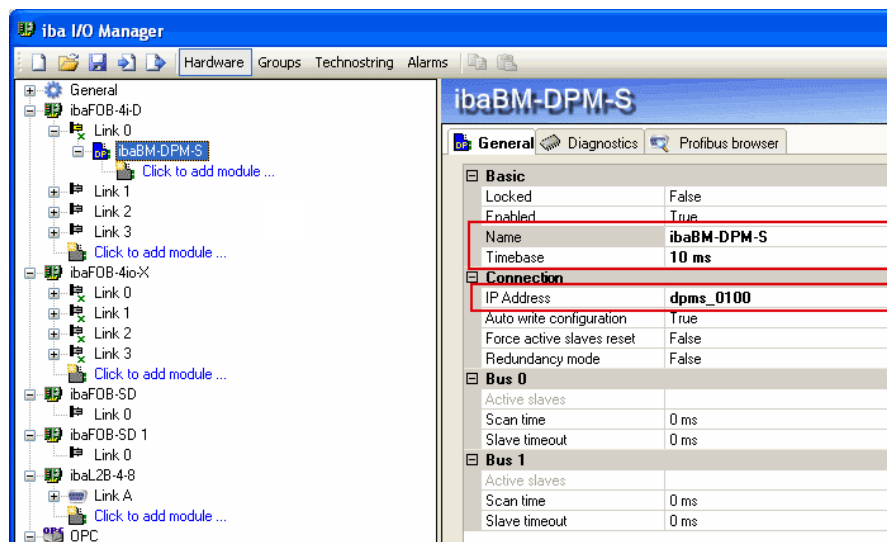 iba I/O Manager
Hardware Groups Technostring Alarms
General
ibaFOB-4i-D
Link 0
ibaBM-DPM-S
Click to add module ...
Link 1
Link 2
Link 3
Click to add module ...
ibaFOB-4io-X
Link 0
Link 1
Link 2
Link 3
Click to add module ...
ibaFOB-SD
Link 0
ibaFOB-SD 1
Link 0
ibaL2B-4-8
Link A
Click to add module ...
OPC
ibaBM-DPM-S
General Diagnostics Profibus browser
Basic
Locked False
Enabled True
Name ibaBM-DPM-S
Timebase 10 ms
Connection
IP Address dpms_0100
Auto write configuration True
Force active slaves reset False
Redundancy mode False
Bus 0
Active slaves
Scan time 0 ms
Slave timeout 0 ms
Bus 1
Active slaves
Scan time 0 ms
Slave timeout 0 ms